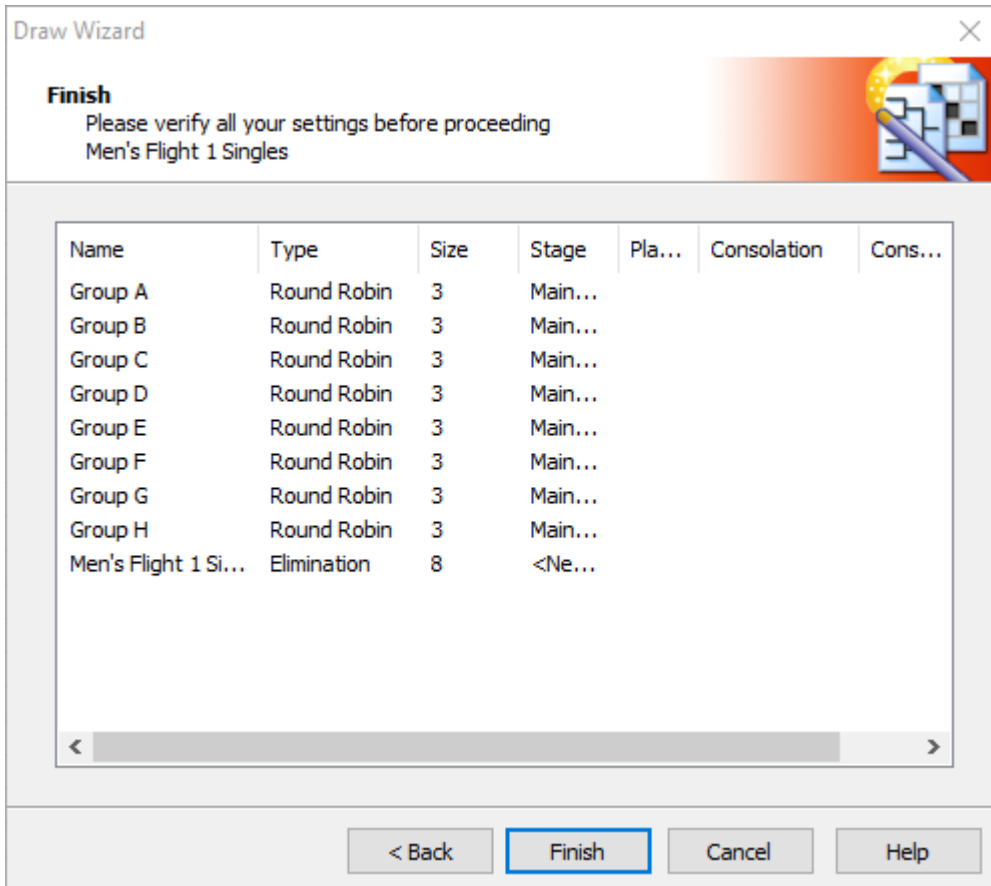 Draw Wizard
Finish
Please verify all your settings before proceeding
Men's Flight 1 Singles
Name Type Size Stage Pla... Consolation Cons...
Group A Round Robin 3 Main...
Group B Round Robin 3 Main...
Group C Round Robin 3 Main...
Group D Round Robin 3 Main...
Group E Round Robin 3 Main...
Group F Round Robin 3 Main...
Group G Round Robin 3 Main...
Group H Round Robin 3 Main...
Men's Flight 1 Si... Elimination 8 <Ne...
< Back Finish Cancel Help